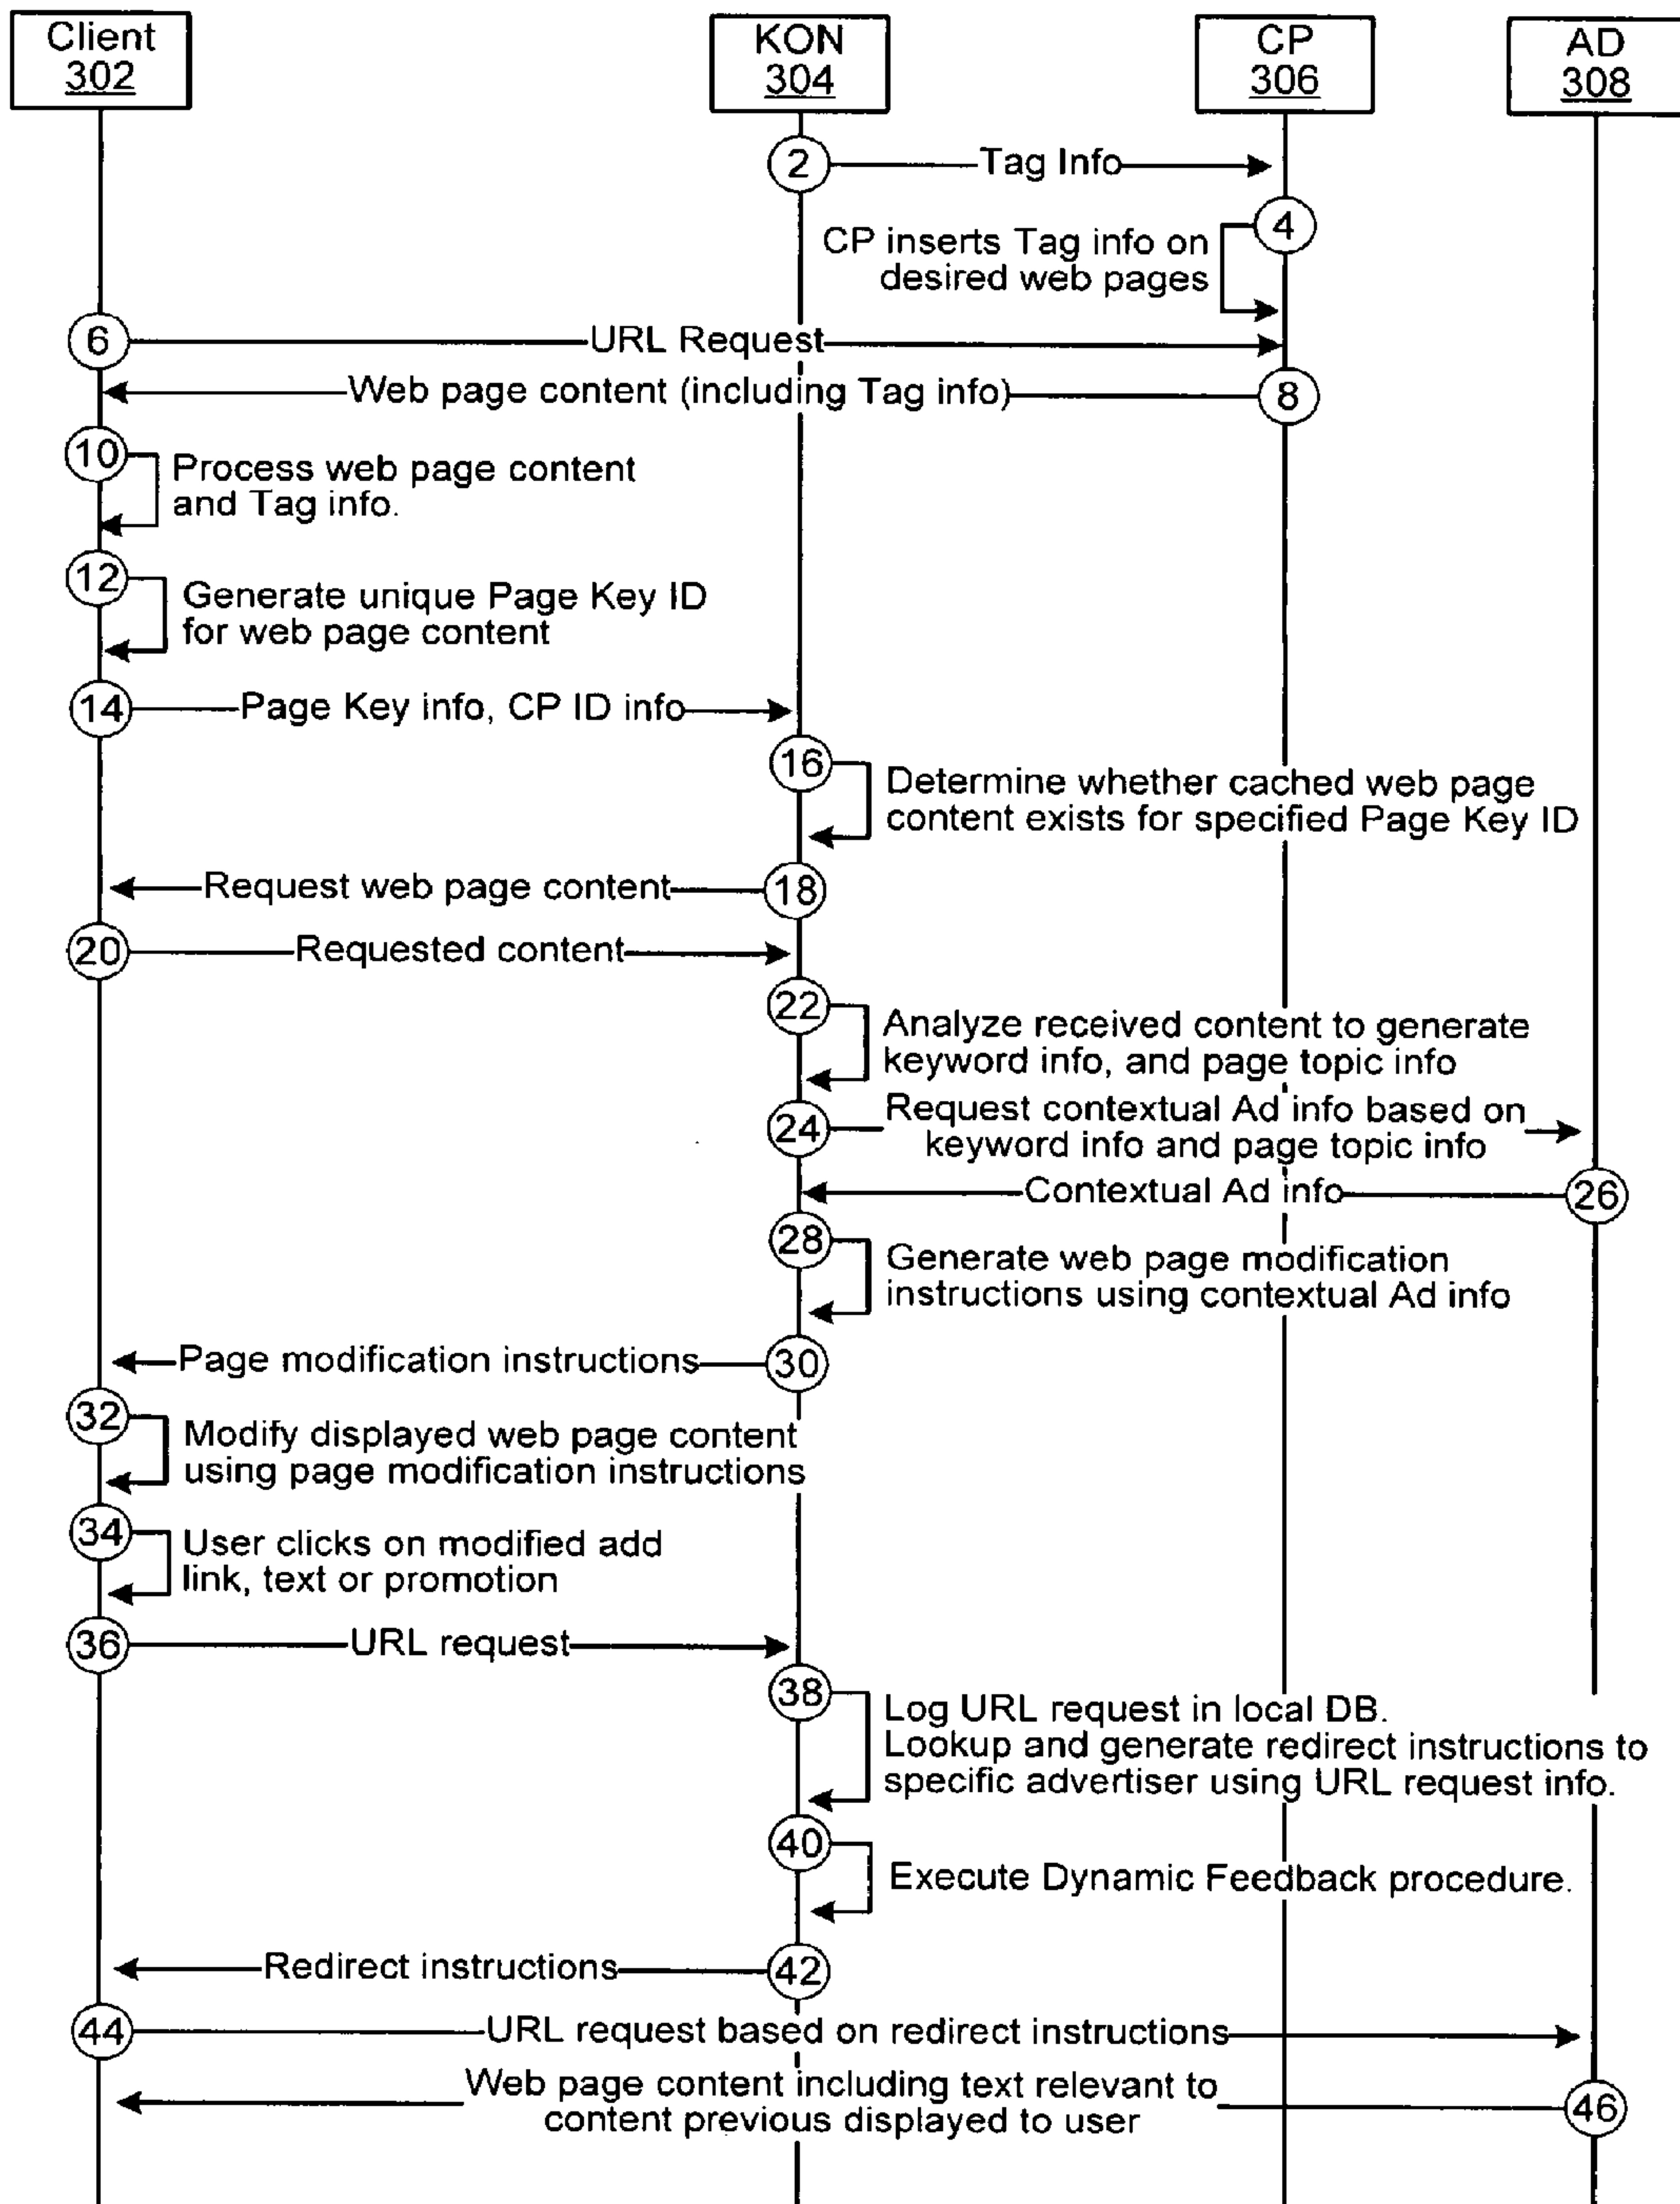 Client
302
KON
304
CP
306
AD
308
2
Tag Info
4
CP inserts Tag info on
desired web pages
6
URL Request
Web page content (including Tag info)
8
10
Process web page content
and Tag info.
12
Generate unique Page Key ID
for web page content
14
Page Key info, CP ID info
16
Determine whether cached web page
content exists for specified Page Key ID
Request web page content
18
20
Requested content
22
Analyze received content to generate
keyword info, and page topic info
24
Request contextual Ad info based on
keyword info and page topic info
Contextual Ad info
26
28
Generate web page modification
instructions using contextual Ad info
Page modification instructions
30
32
Modify displayed web page content
using page modification instructions
34
User clicks on modified add
link, text or promotion
36
URL request
38
Log URL request in local DB.
Lookup and generate redirect instructions to
specific advertiser using URL request info.
40
Execute Dynamic Feedback procedure.
Redirect instructions
42
44
URL request based on redirect instructions
Web page content including text relevant to
content previous displayed to user
46